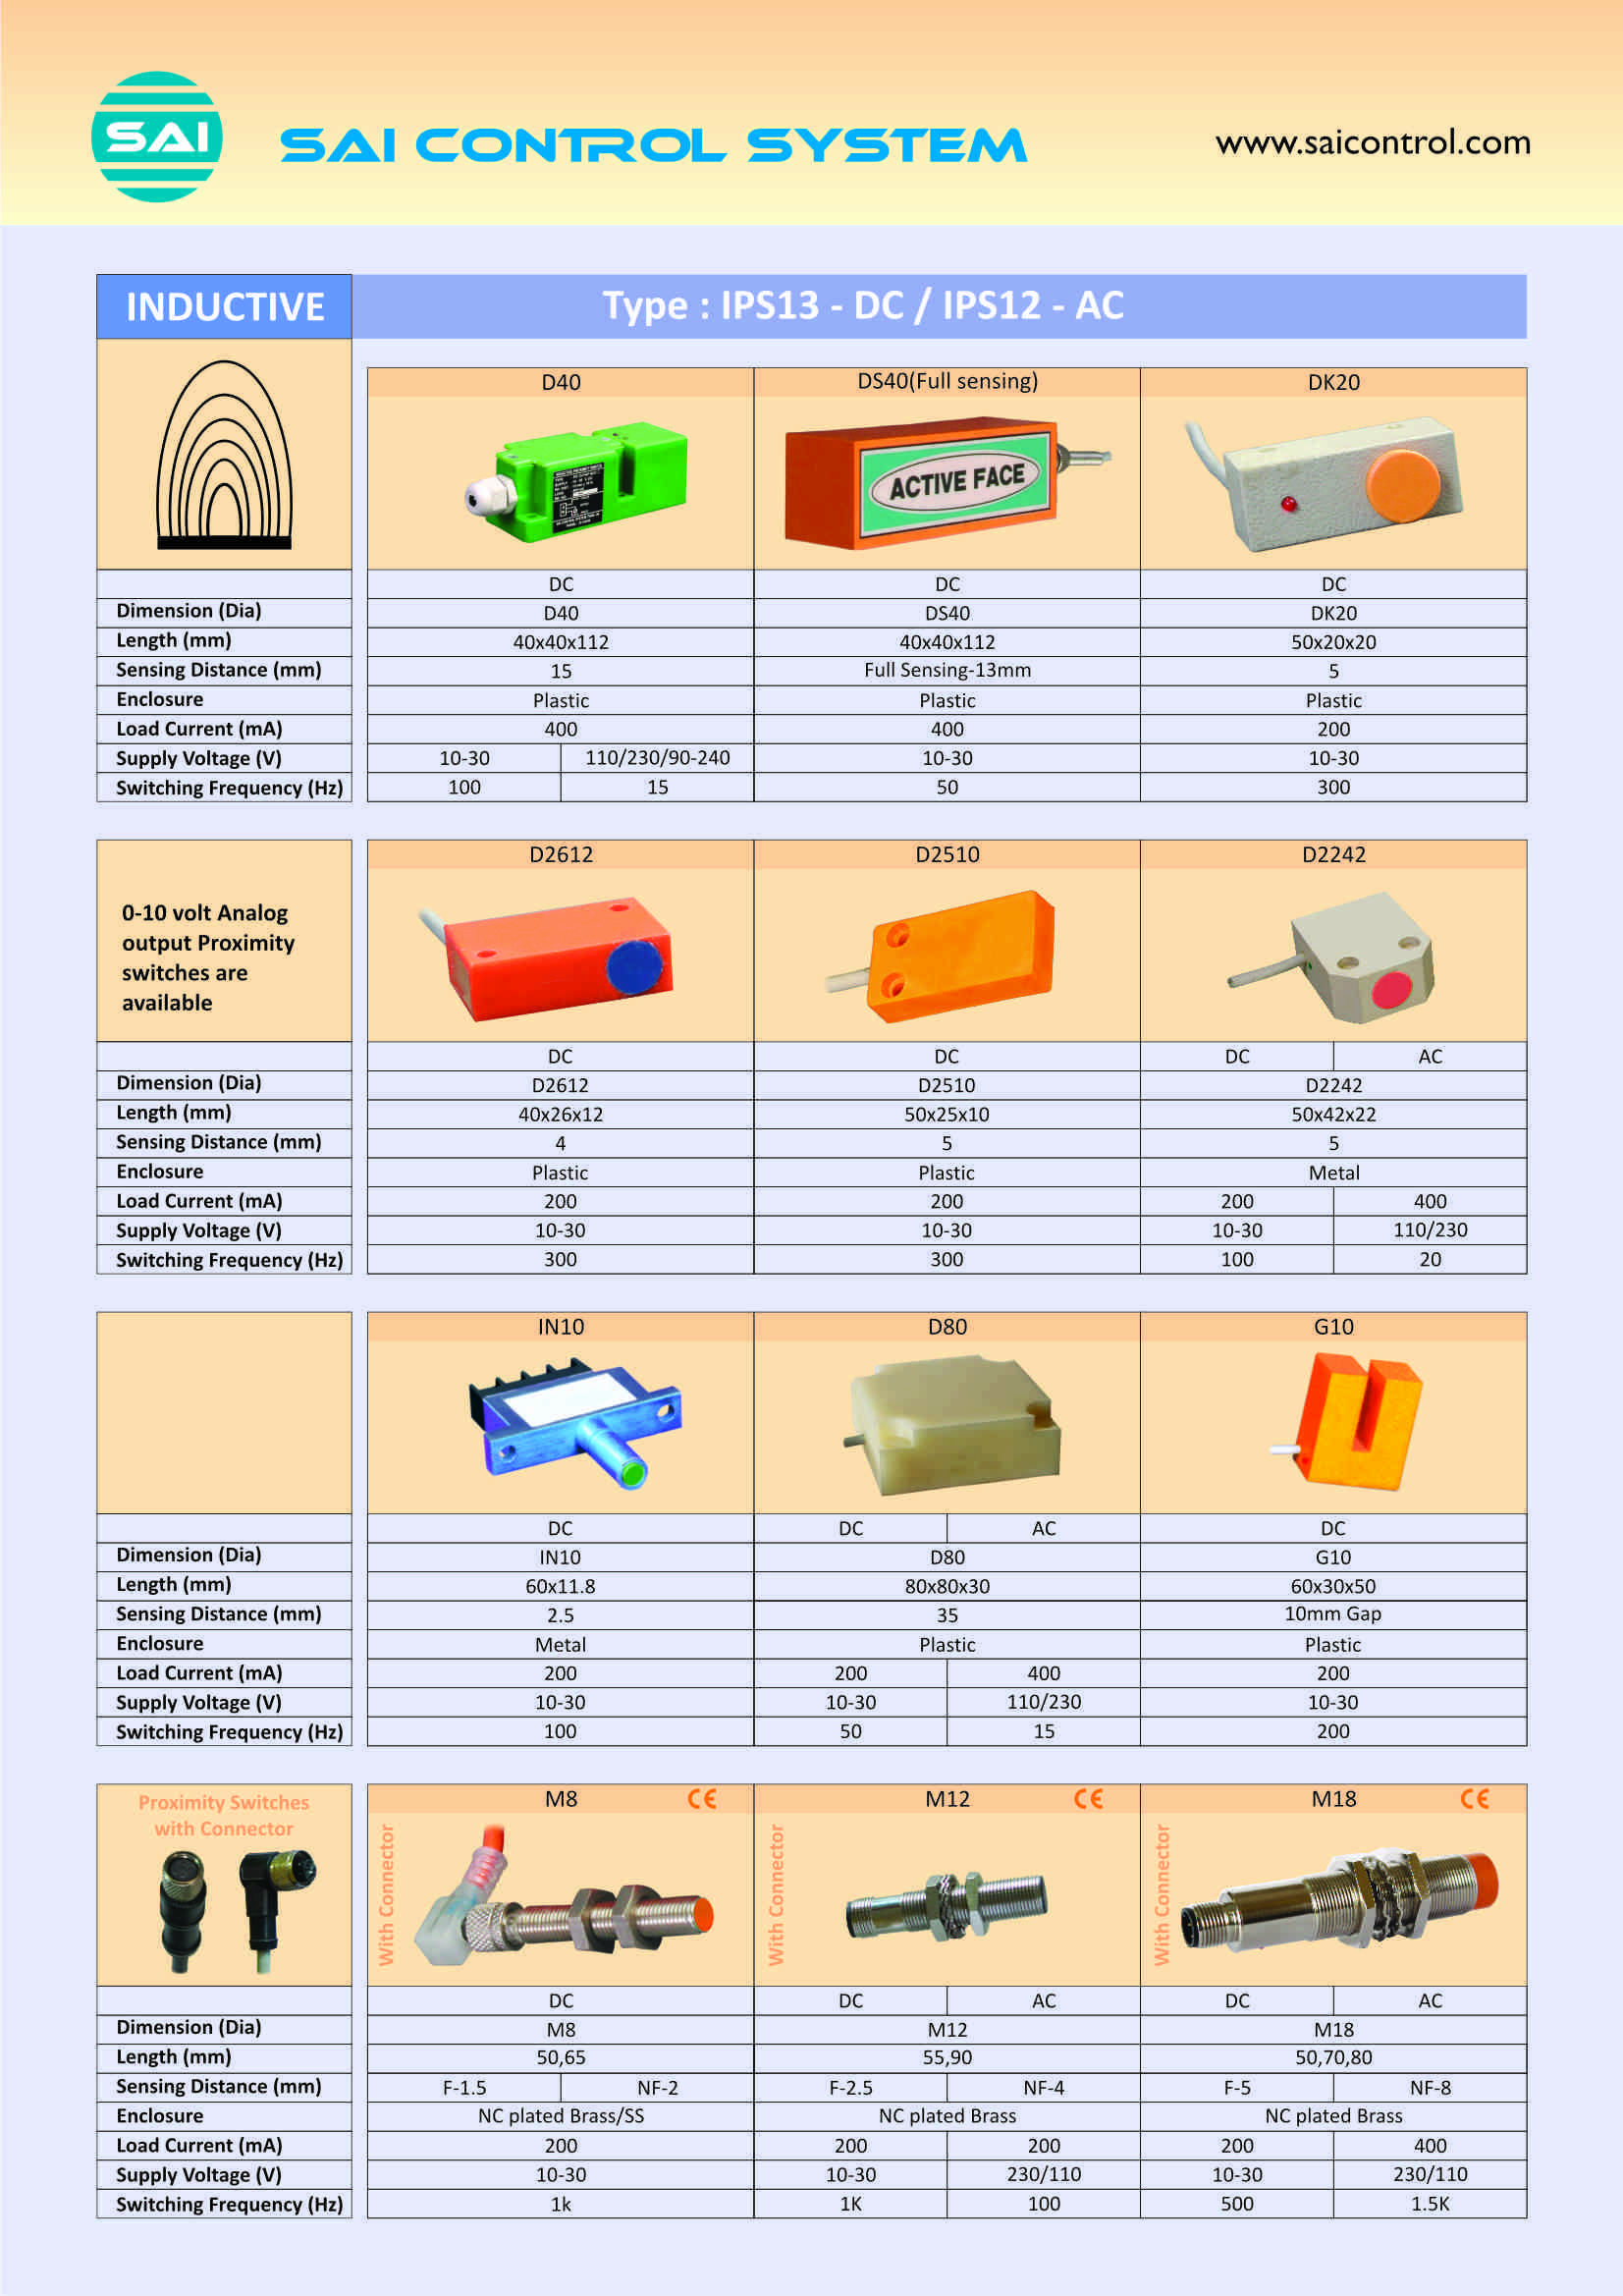 SAI
SAI CONTROL SYSTEM
www.saicontrol.com
INDUCTIVE
Type : IPS13 - DC / IPS12 - AC
D40 DS40(Full sensing) DK20
ACTIVE FACE
DC DC DC
Dimension (Dia) D40 DS40 DK20
Length (mm) 40x40x112 40x40x112 50x20x20
Sensing Distance (mm) 15 Full Sensing-13mm 5
Enclosure Plastic Plastic Plastic
Load Current (mA) 400 400 200
Supply Voltage (V) 10-30 110/230/90-240 10-30 10-30
Switching Frequency (Hz) 100 15 50 300
D2612 D2510 D2242
0-10 volt Analog
output Proximity
switches are
available
DC DC DC AC
Dimension (Dia) D2612 D2510 D2242
Length (mm) 40x26x12 50x25x10 50x42x22
Sensing Distance (mm) 4 5 5
Enclosure Plastic Plastic Metal
Load Current (mA) 200 200 200 400
Supply Voltage (V) 10-30 10-30 10-30 110/230
Switching Frequency (Hz) 300 300 100 20
IN10 D80 G10
DC DC AC DC
Dimension (Dia) IN10 D80 G10
Length (mm) 60x11.8 80x80x30 60x30x50
Sensing Distance (mm) 2.5 35 10mm Gap
Enclosure Metal Plastic Plastic
Load Current (mA) 200 200 400 200
Supply Voltage (V) 10-30 10-30 110/230 10-30
Switching Frequency (Hz) 100 50 15 200
Proximity Switches
with Connector
M8 CE M12 CE M18 CE
With Connector
With Connector
With Connector
DC DC AC DC AC
Dimension (Dia) M8 M12 M18
Length (mm) 50,65 55,90 50,70,80
Sensing Distance (mm) F-1.5 NF-2 F-2.5 NF-4 F-5 NF-8
Enclosure NC plated Brass/SS NC plated Brass NC plated Brass
Load Current (mA) 200 200 200 200 400
Supply Voltage (V) 10-30 10-30 230/110 10-30 230/110
Switching Frequency (Hz) 1k 1K 100 500 1.5K